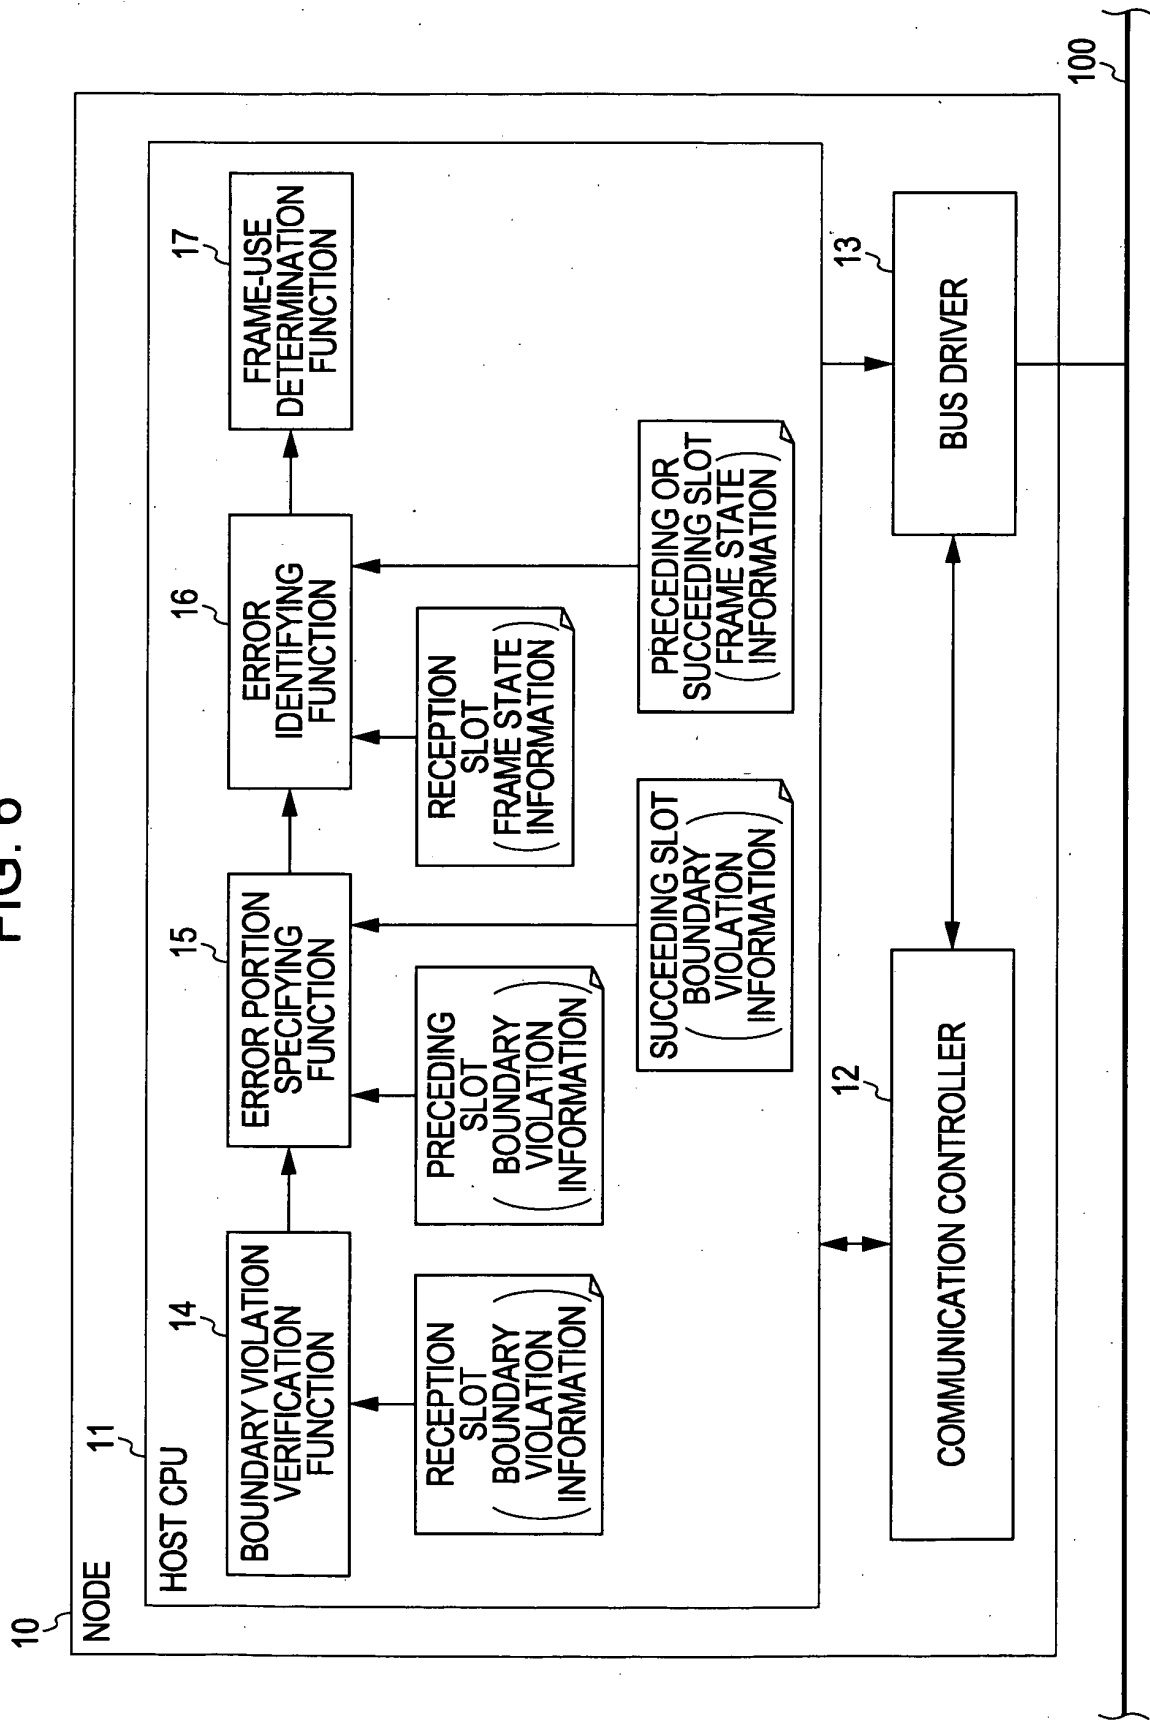 FIG. 6
10
NODE
11
HOST CPU
14
BOUNDARY VIOLATION
VERIFICATION
FUNCTION
15
ERROR PORTION
SPECIFYING
FUNCTION
16
ERROR
IDENTIFYING
FUNCTION
17
FRAME-USE
DETERMINATION
FUNCTION
RECEPTION
SLOT
(BOUNDARY
VIOLATION
INFORMATION)
PRECEDING
SLOT
(BOUNDARY
VIOLATION
INFORMATION)
RECEPTION
SLOT
(FRAME STATE
INFORMATION)
SUCCEEDING SLOT
(BOUNDARY
VIOLATION
INFORMATION)
PRECEDING OR
SUCCEEDING SLOT
(FRAME STATE
INFORMATION)
12
COMMUNICATION CONTROLLER
13
BUS DRIVER
100